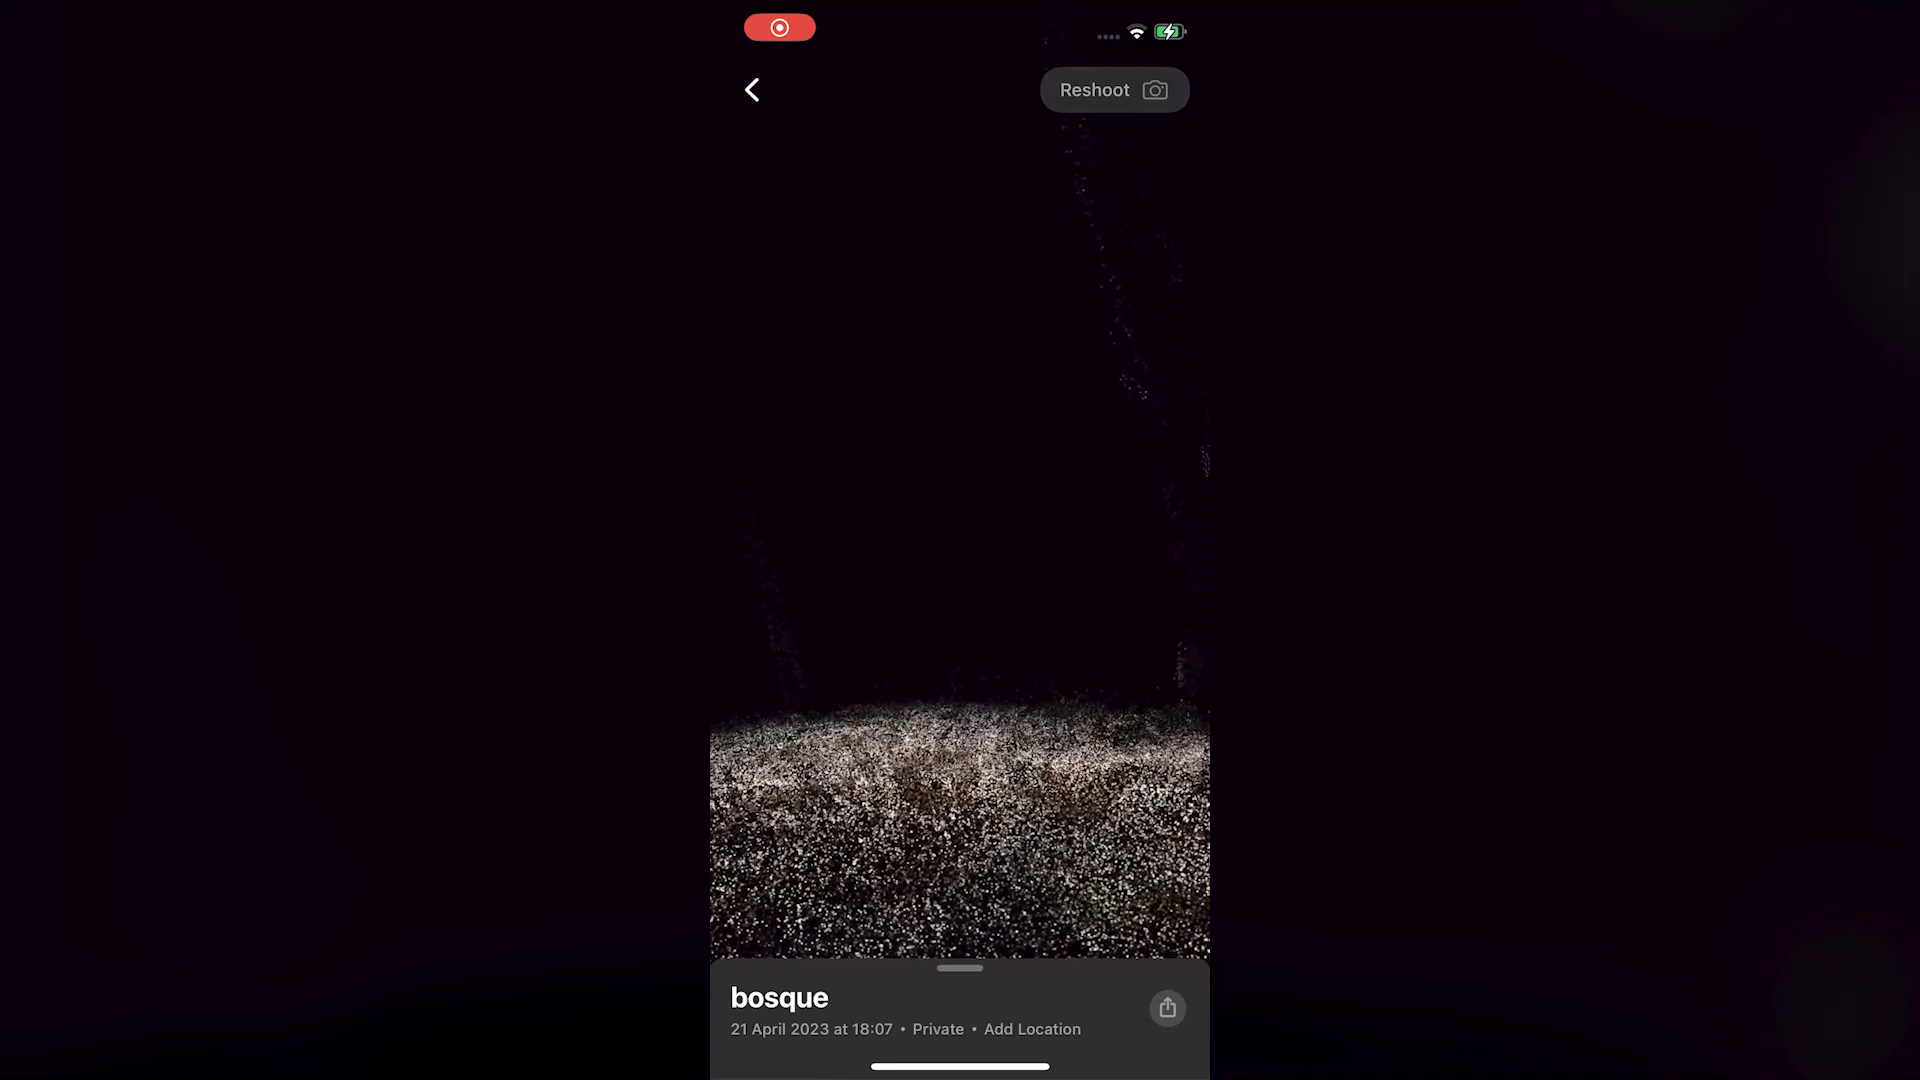 Reshoot
bosque
21 April 2023 at 18:07 • Private • Add Location